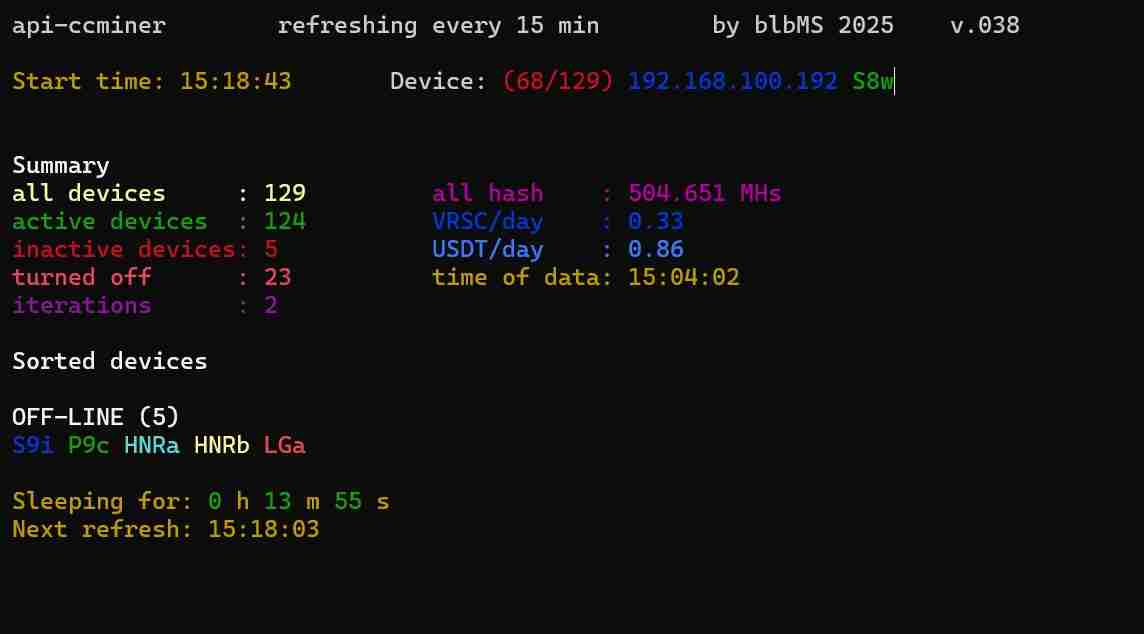 api-ccminer refreshing every 15 min by blbMS 2025 v.038
Start time: 15:18:43 Device: (68/129) 192.168.100.192 S8w
Summary
all devices : 129 all hash : 504.651 MHs
active devices : 124 VRSC/day : 0.33
inactive devices: 5 USDT/day : 0.86
turned off : 23 time of data: 15:04:02
iterations : 2
Sorted devices
OFF-LINE (5)
S9i P9c HNRa HNRb LGa
Sleeping for: 0 h 13 m 55 s
Next refresh: 15:18:03